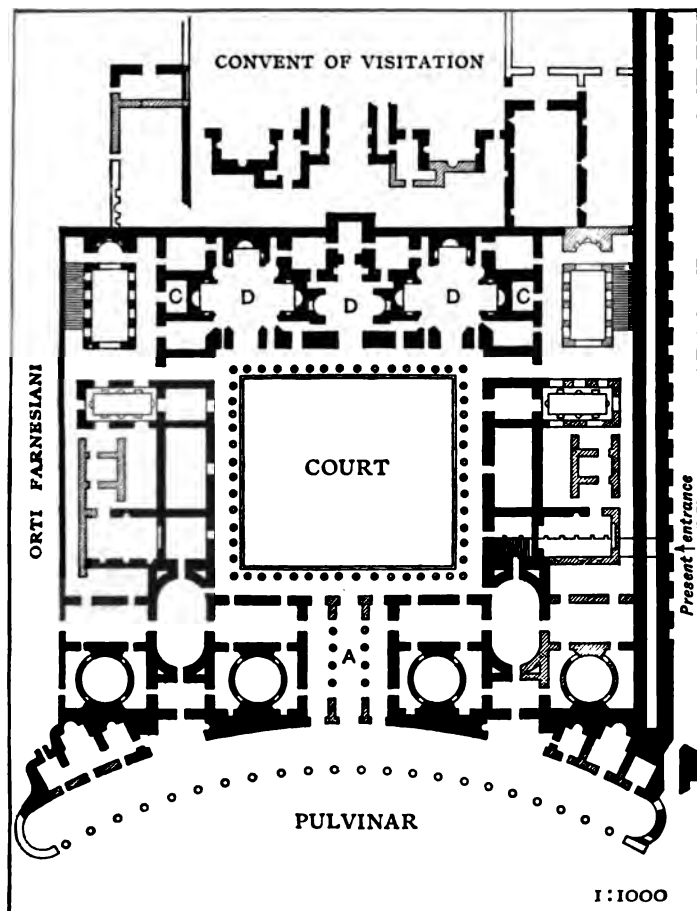 CONVENT OF VISITATION
C
D
D
D
C
ORTI FARNESIANI
COURT
Present entrance
A
PULVINAR
1:1000